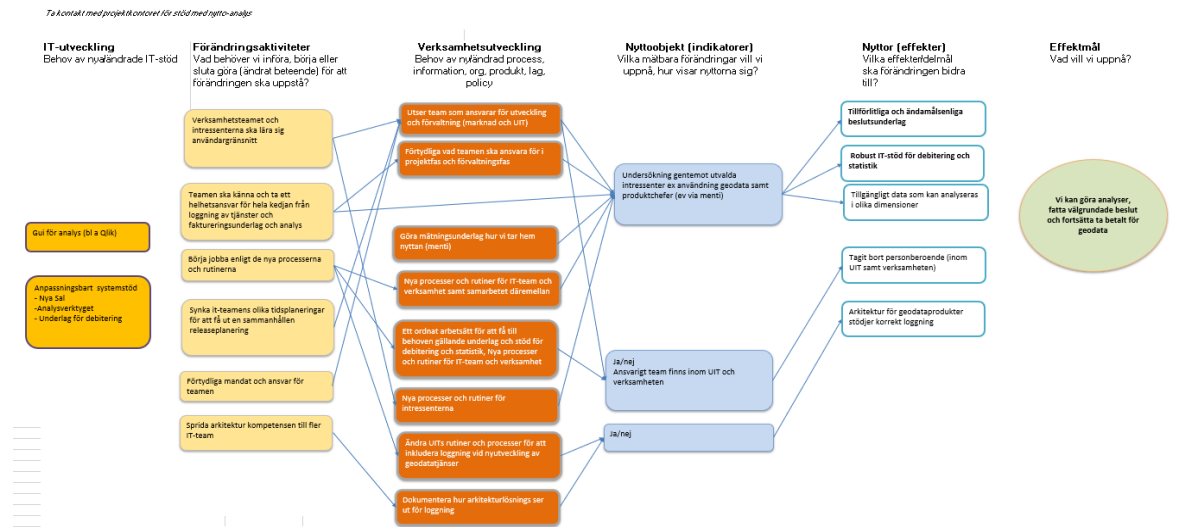 Ta kontakt med projektkontoret för stöd med nytto-analys
IT-utveckling
Behov av nya/ändrade IT-stöd
Förändringsaktiviteter
Vad behöver vi införa, börja eller
sluta göra (ändrat beteende) för att
förändringen ska uppstå?
Verksamhetsutveckling
Behov av ny/ändrad process,
information, org, produkt, lag,
policy
Nyttoobjekt (indikatorer)
Vilka mätbara förändringar vill vi
uppnå, hur visar nyttorna sig?
Nyttor (effekter)
Vilka effekter/delmål
ska förändringen bidra
till?
Effektmål
Vad vill vi uppnå?
Gui för analys (bl a Qlik)
Anpassningsbart systemstöd
- Nya Sal
-Analysverktyget
- Underlag för debitering
Verksamhetsteamet och
intressenterna ska lära sig
användargränsnitt
Teamen ska känna och ta ett
helhetsansvar för hela kedjan från
loggning av tjänster och
faktureringsunderlag och analys
Börja jobba enligt de nya processerna
och rutinerna
Synka it-teamens olika tidsplaneringar
för att få ut en sammanhållen
releaseplanering
Förtydliga mandat och ansvar för
teamen
Sprida arkitektur kompetensen till fler
IT-team
Utser team som ansvarar för utveckling
och förvaltning (marknad och UIT)
Förtydliga vad teamen ska ansvara för i
projektfas och förvaltningsfas
Göra mätningsunderlag hur vi tar hem
nyttan (menti)
Nya processer och rutiner för IT-team och
verksamhet samt samarbetet däremellan
Ett ordnat arbetsätt för att få till
behoven gällande underlag och stöd för
debitering och statistik, Nya processer
och rutiner för IT-team och verksamhet
Nya processer och rutiner för
intressenterna
Ändra UITs rutiner och processer för att
inkludera loggning vid nyutveckling av
geodatatjänser
Dokumentera hur arkitekturlösnings ser
ut för loggning
Undersökning gentemot utvalda
intressenter ex användning geodata samt
produktchefer (ev via menti)
Ja/nej
Ansvarigt team finns inom UIT och
verksamheten
Ja/nej
Tillförlitliga och ändamålsenliga
beslutsunderlag
Robust IT-stöd för debitering och
statistik
Tillgängligt data som kan analyseras
i olika dimensioner
Tagit bort personberoende (inom
UIT samt verksamheten)
Arkitektur för geodataprodukter
stödjer korrekt loggning
Vi kan göra analyser,
fatta välgrundade beslut
och fortsätta ta betalt för
geodata